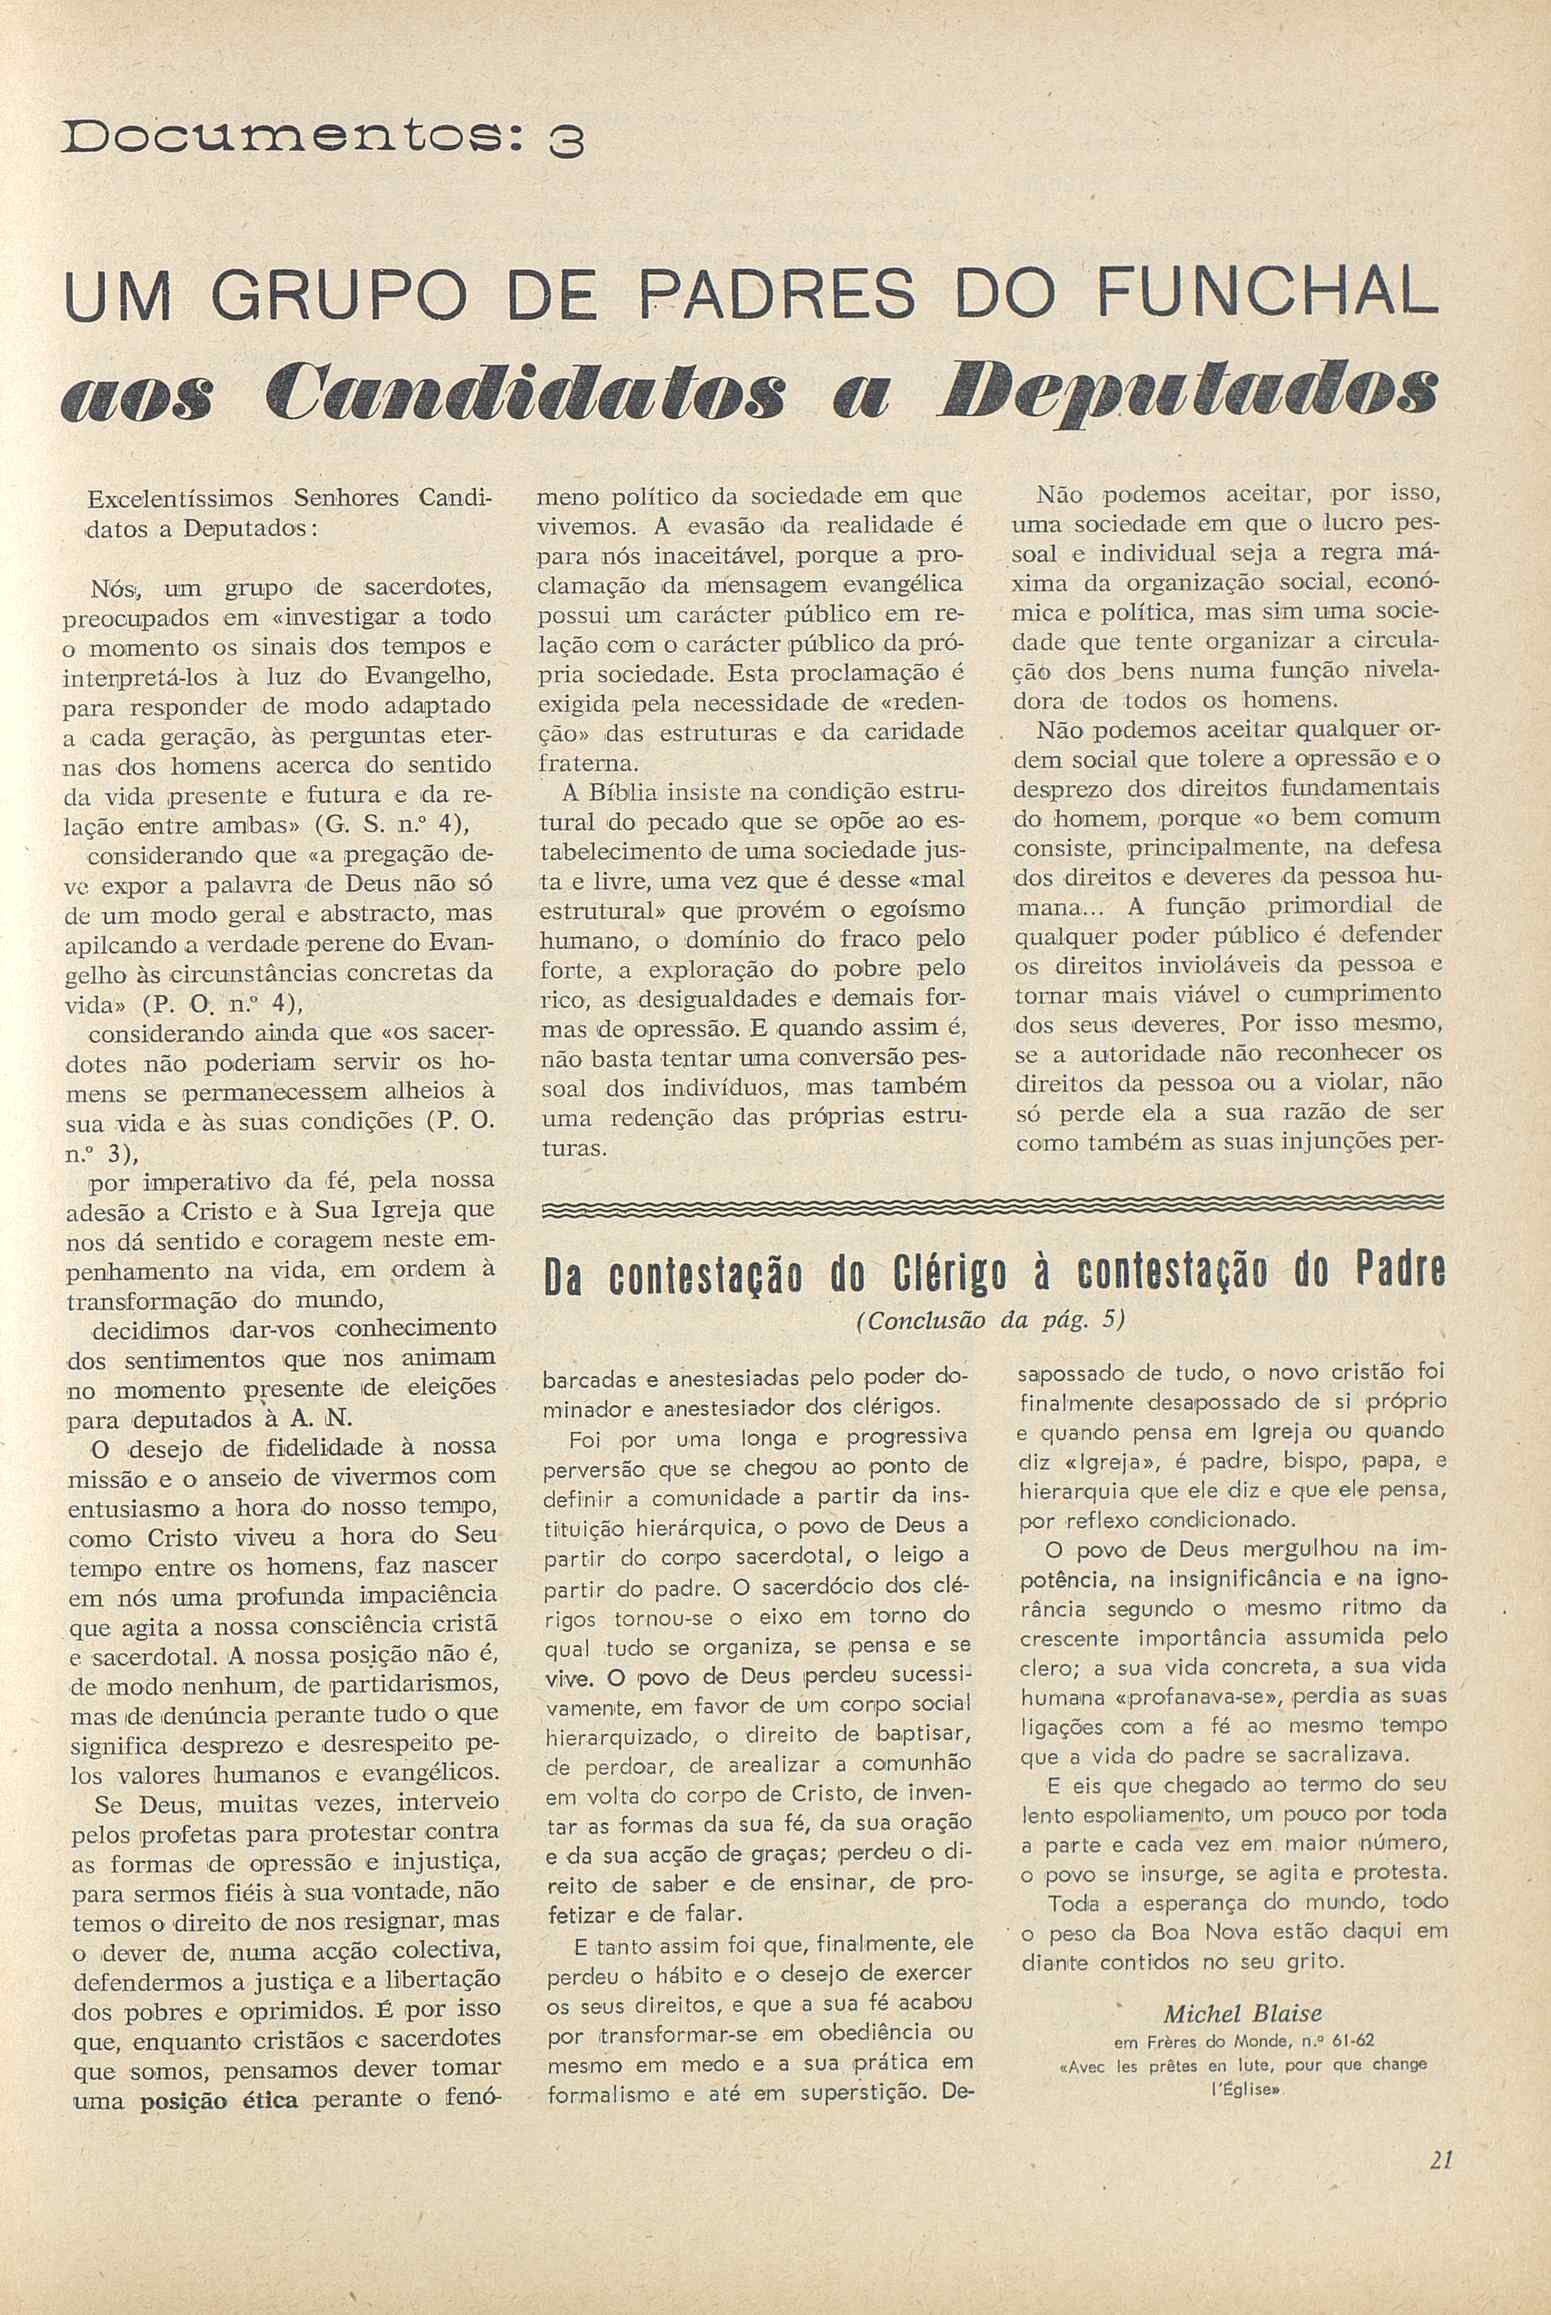 Documentos: 3
UM GRUPO DE PADRES DO FUNCHAL
aos Candidatos a Deputados
Excelentíssimos Senhores Candi-
datos a Deputados:
Nós, um grupo de sacerdotes,
preocupados em «investigar a todo
o momento os sinais dos tempos e
interpretá-los à luz do Evangelho,
para responder de modo adaptado
a cada geração, às perguntas eter-
nas dos homens acerca do sentido
da vida presente e futura e da re-
lação entre ambas» (G. S. n.º 4),
considerando que «a pregação de-
ve expor a palavra de Deus não só
de um modo geral e abstracto, mas
apilcando a verdade perene do Evan-
gelho às circunstâncias concretas da
vida» (P. O. n.º 4),
considerando ainda que «os sacer-
dotes não poderiam servir os ho-
mens se permanecessem alheios à
sua vida e às suas condições (P. O.
n.º 3),
por imperativo da fé, pela nossa
adesão a Cristo e à Sua Igreja que
nos dá sentido e coragem neste em-
penhamento na vida, em ordem à
transformação do mundo,
decidimos dar-vos conhecimento
dos sentimentos que nos animam
no momento presente de eleições
para deputados à A. N.
O desejo de fidelidade à nossa
missão e o anseio de vivermos com
entusiasmo a hora do nosso tempo,
como Cristo viveu a hora do Seu
tempo entre os homens, faz nascer
em nós uma profunda impaciência
que agita a nossa consciência cristã
e sacerdotal. A nossa posição não é,
de modo nenhum, de partidarismos,
mas de denúncia perante tudo o que
significa desprezo e desrespeito pe-
los valores humanos e evangélicos.
Se Deus, muitas vezes, interveio
pelos profetas para protestar contra
as formas de opressão e injustiça,
para sermos fiéis à sua vontade, não
temos o direito de nos resignar, mas
o dever de, numa acção colectiva,
defendermos a justiça e a libertação
dos pobres e oprimidos. É por isso
que, enquanto cristãos e sacerdotes
que somos, pensamos dever tomar
uma posição ética perante o fenó-
meno político da sociedade em que
vivemos. A evasão da realidade é
para nós inaceitável, porque a pro-
clamação da mensagem evangélica
possui um carácter público em re-
lação com o carácter público da pró-
pria sociedade. Esta proclamação é
exigida pela necessidade de «reden-
ção» das estruturas e da caridade
fraterna.
A Bíblia insiste na condição estru-
tural do pecado que se opõe ao es-
tabelecimento de uma sociedade jus-
ta e livre, uma vez que é desse «mal
estrutural» que provém o egoísmo
humano, o domínio do fraco pelo
forte, a exploração do pobre pelo
rico, as desigualdades e demais for-
mas de opressão. E quando assim é,
não basta tentar uma conversão pes-
soal dos indivíduos, mas também
uma redenção das próprias estru-
turas.
Não podemos aceitar, por isso,
uma sociedade em que o lucro pes-
soal e individual seja a regra má-
xima da organização social, econó-
mica e política, mas sim uma socie-
dade que tente organizar a circula-
ção dos bens numa função nivela-
dora de todos os homens.
Não podemos aceitar qualquer or-
dem social que tolere a opressão e o
desprezo dos direitos fundamentais
do homem, porque «o bem comum
consiste, principalmente, na defesa
dos direitos e deveres da pessoa hu-
mana... A função primordial de
qualquer poder público é defender
os direitos invioláveis da pessoa e
tornar mais viável o cumprimento
dos seus deveres. Por isso mesmo,
se a autoridade não reconhecer os
direitos da pessoa ou a violar, não
só perde ela a sua razão de ser
como também as suas injunções per-
Da contestação do Clérigo à contestação do Padre
(Conclusão da pág. 5)
barcadas e anestesiadas pelo poder do-
minador e anestesiador dos clérigos.
Foi por uma longa e progressiva
perversão que se chegou ao ponto de
definir a comunidade a partir da ins-
tituição hierárquica, o povo de Deus a
partir do corpo sacerdotal, o leigo a
partir do padre. O sacerdócio dos clé-
rigos tornou-se o eixo em torno do
qual tudo se organiza, se pensa e se
vive. O povo de Deus perdeu sucessi-
vamente, em favor de um corpo social
hierarquizado, o direito de baptisar,
de perdoar, de arealizar a comunhão
em volta do corpo de Cristo, de inven-
tar as formas da sua fé, da sua oração
e da sua acção de graças; perdeu o di-
reito de saber e de ensinar, de pro-
fetizar e de falar.
E tanto assim foi que, finalmente, ele
perdeu o hábito e o desejo de exercer
os seus direitos, e que a sua fé acabou
por transformar-se em obediência ou
mesmo em medo e a sua prática em
formalismo e até em superstição. De-
sapossado de tudo, o novo cristão foi
finalmente desapossado de si próprio
e quando pensa em Igreja ou quando
diz «Igreja», é padre, bispo, papa, e
hierarquia que ele diz e que ele pensa,
por reflexo condicionado.
O povo de Deus mergulhou na im-
potência, na insignificância e na igno-
rância segundo o mesmo ritmo da
crescente importância assumida pelo
clero; a sua vida concreta, a sua vida
humana «profanava-se», perdia as suas
ligações com a fé ao mesmo tempo
que a vida do padre se sacralizava.
E eis que chegado ao termo do seu
lento espoliamento, um pouco por toda
a parte e cada vez em maior número,
o povo se insurge, se agita e protesta.
Toda a esperança do mundo, todo
o peso da Boa Nova estão daqui em
diante contidos no seu grito.
Michel Blaise
em Frères do Monde, n.º 61-62
«Avec les prêtes en lute, pour que change
l'Église»
21